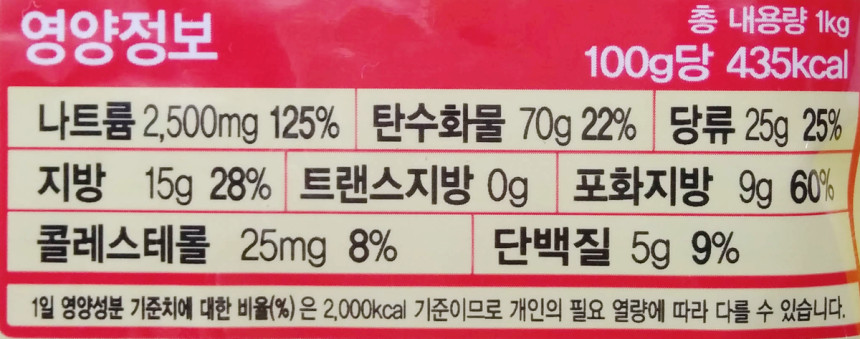 영양정보
총 내용량 1kg
100g당 435kcal
나트륨 2,500mg 125% 탄수화물 70g 22% 당류 25g 25%
지방 15g 28% 트랜스지방 0g 포화지방 9g 60%
콜레스테롤 25mg 8% 단백질 5g 9%
1일 영양성분 기준치에 대한 비율(%)은 2,000kcal 기준이므로 개인의 필요 열량에 따라 다를 수 있습니다.